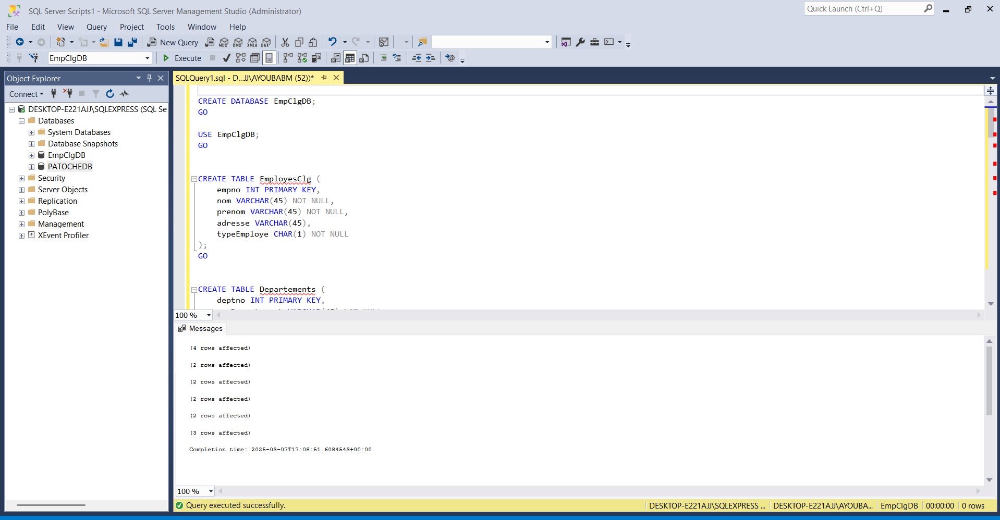 SQL Server Scripts1 - Microsoft SQL Server Management Studio (Administrator)
Quick Launch (Ctrl+Q)
File Edit View Query Project Tools Window Help
New Query MDX DMX XMLA DAX
EmpClgDB Execute
Object Explorer
Connect
DESKTOP-E221AJJ\SQLEXPRESS (SQL Se
Databases
System Databases
Database Snapshots
EmpClgDB
PATOCHEDB
Security
Server Objects
Replication
PolyBase
Management
XEvent Profiler
SQLQuery1.sql - D...JJ\AYOUBABM (52))*
CREATE DATABASE EmpClgDB;
GO
USE EmpClgDB;
GO
CREATE TABLE EmployesClg (
empno INT PRIMARY KEY,
nom VARCHAR(45) NOT NULL,
prenom VARCHAR(45) NOT NULL,
adresse VARCHAR(45),
typeEmploye CHAR(1) NOT NULL
);
GO
CREATE TABLE Departements (
deptno INT PRIMARY KEY,
100 %
Messages
(4 rows affected)
(2 rows affected)
(2 rows affected)
(2 rows affected)
(2 rows affected)
(3 rows affected)
Completion time: 2025-03-07T17:08:51.6084543+00:00
100 %
Query executed successfully.
DESKTOP-E221AJJ\SQLEXPRESS ... DESKTOP-E221AJJ\AYOUBA... EmpClgDB 00:00:00 0 rows